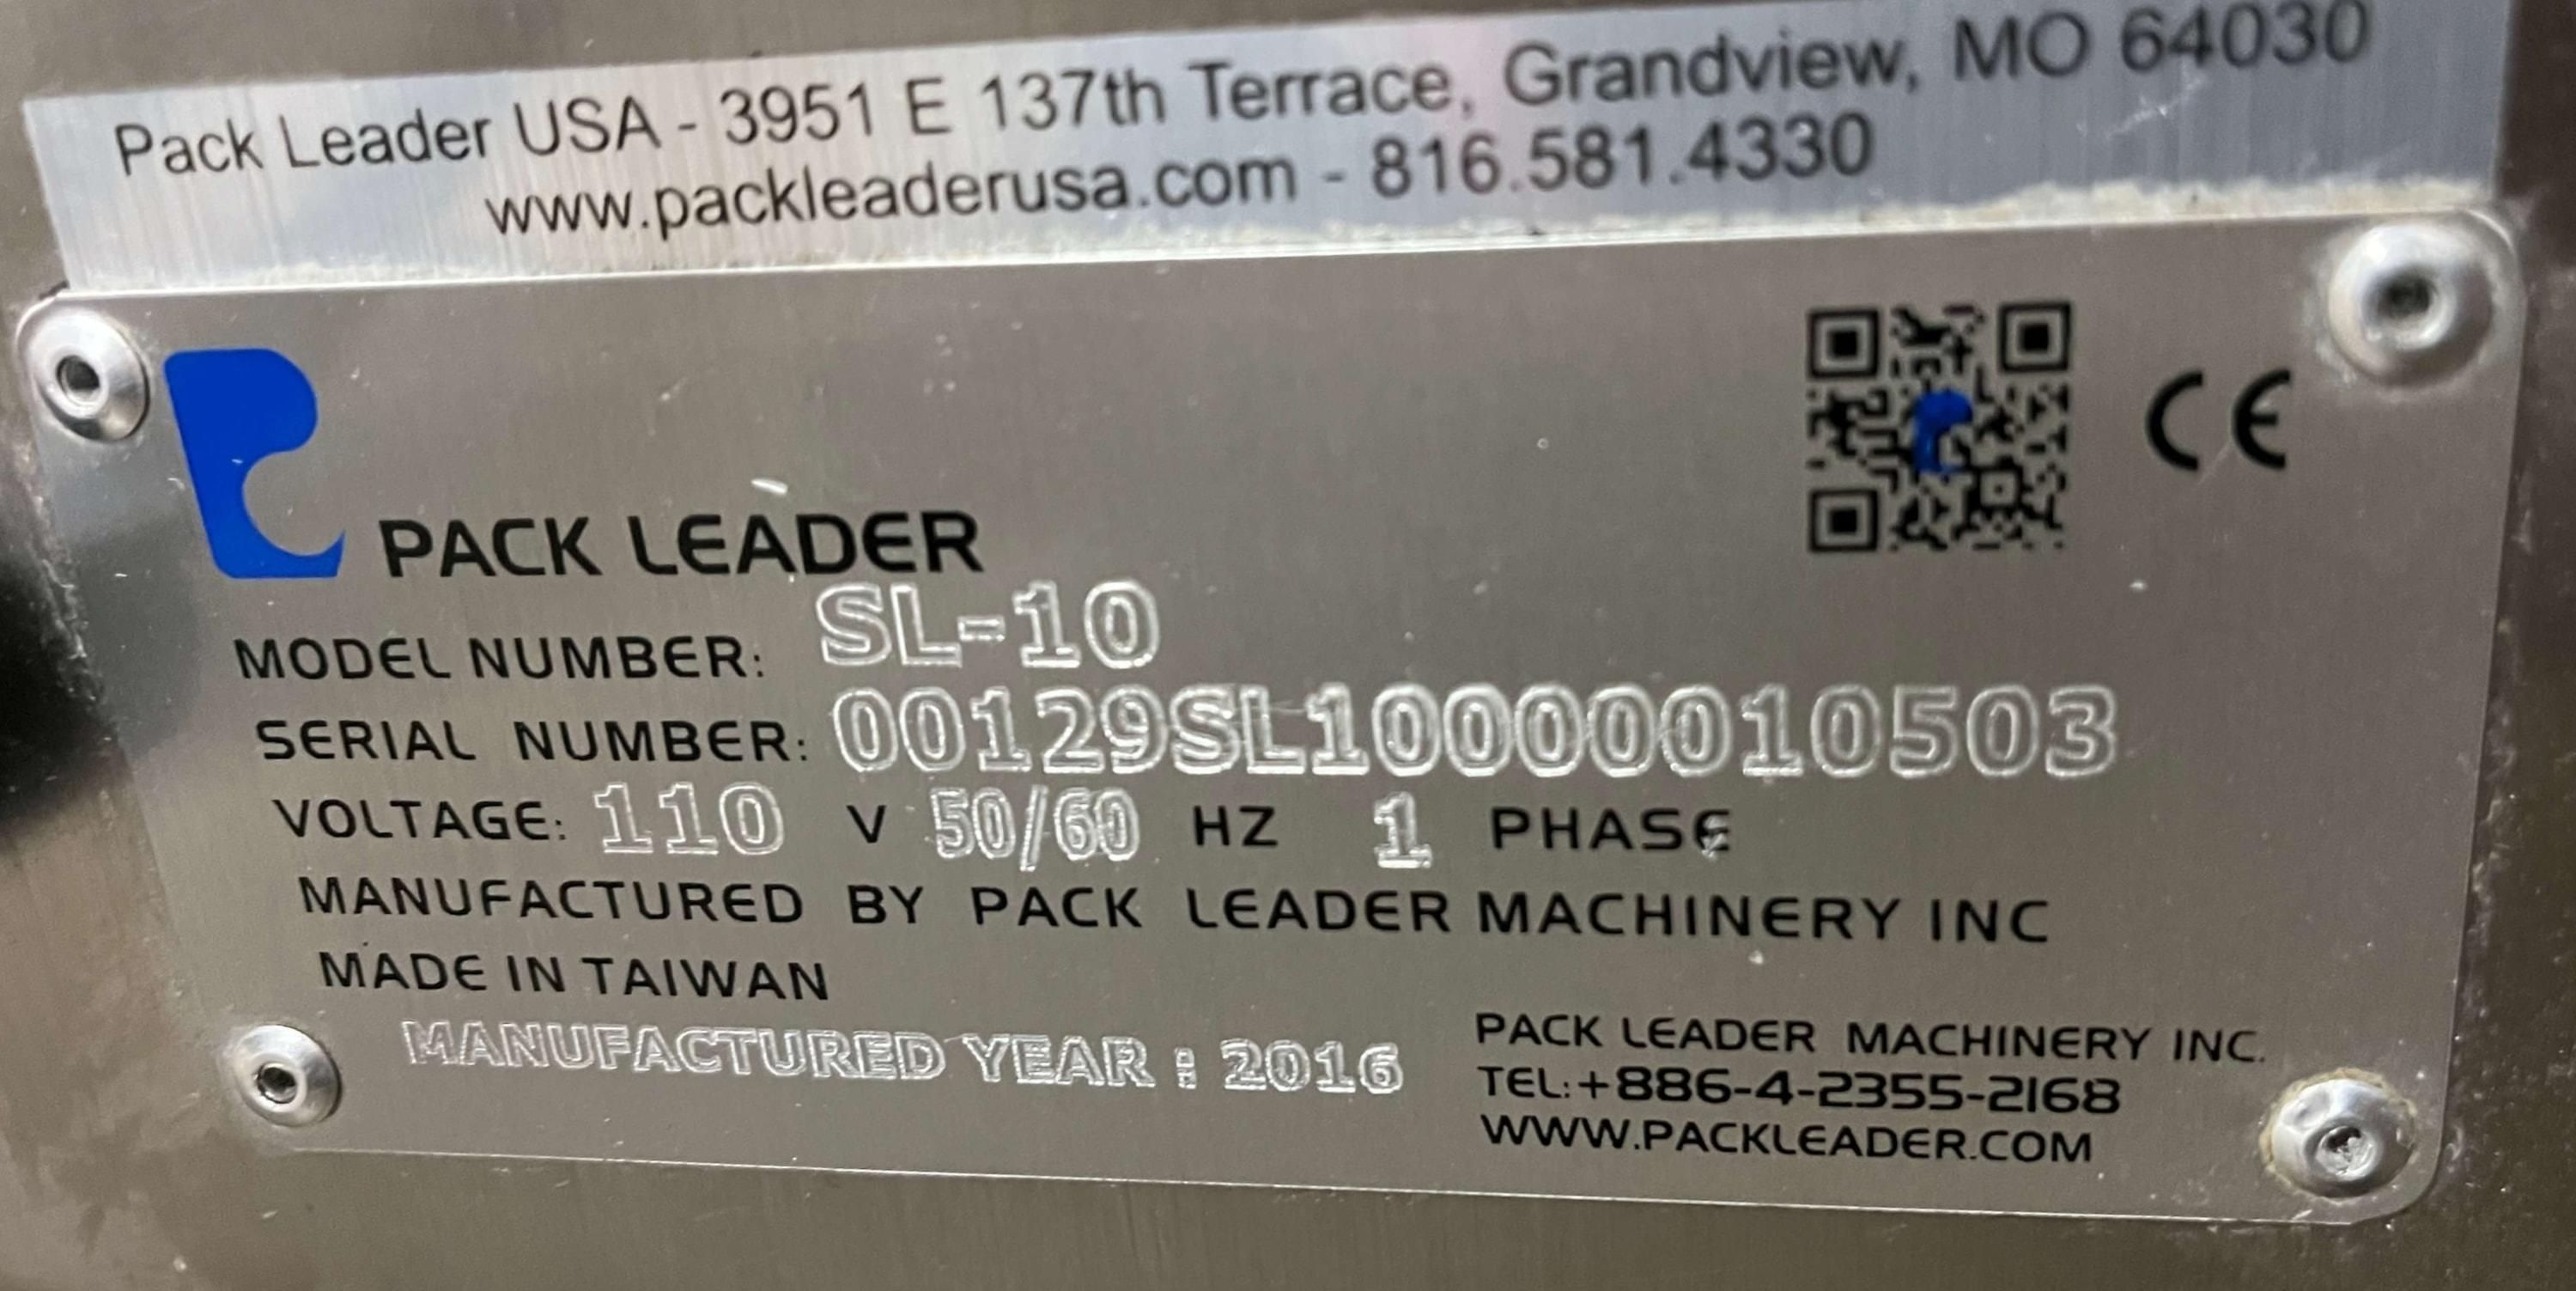 Pack Leader USA - 3951 E 137th Terrace, Grandview, MO 64030
www.packleaderusa.com - 816.581.4330
CE
PACK LEADER
MODEL NUMBER: SL-10
SERIAL NUMBER: 00129SL10000010503
VOLTAGE: 110 V 50/60 HZ 1 PHASE
MANUFACTURED BY PACK LEADER MACHINERY INC
MADE IN TAIWAN
MANUFACTURED YEAR : 2016
PACK LEADER MACHINERY INC.
TEL:+886-4-2355-2168
WWW.PACKLEADER.COM